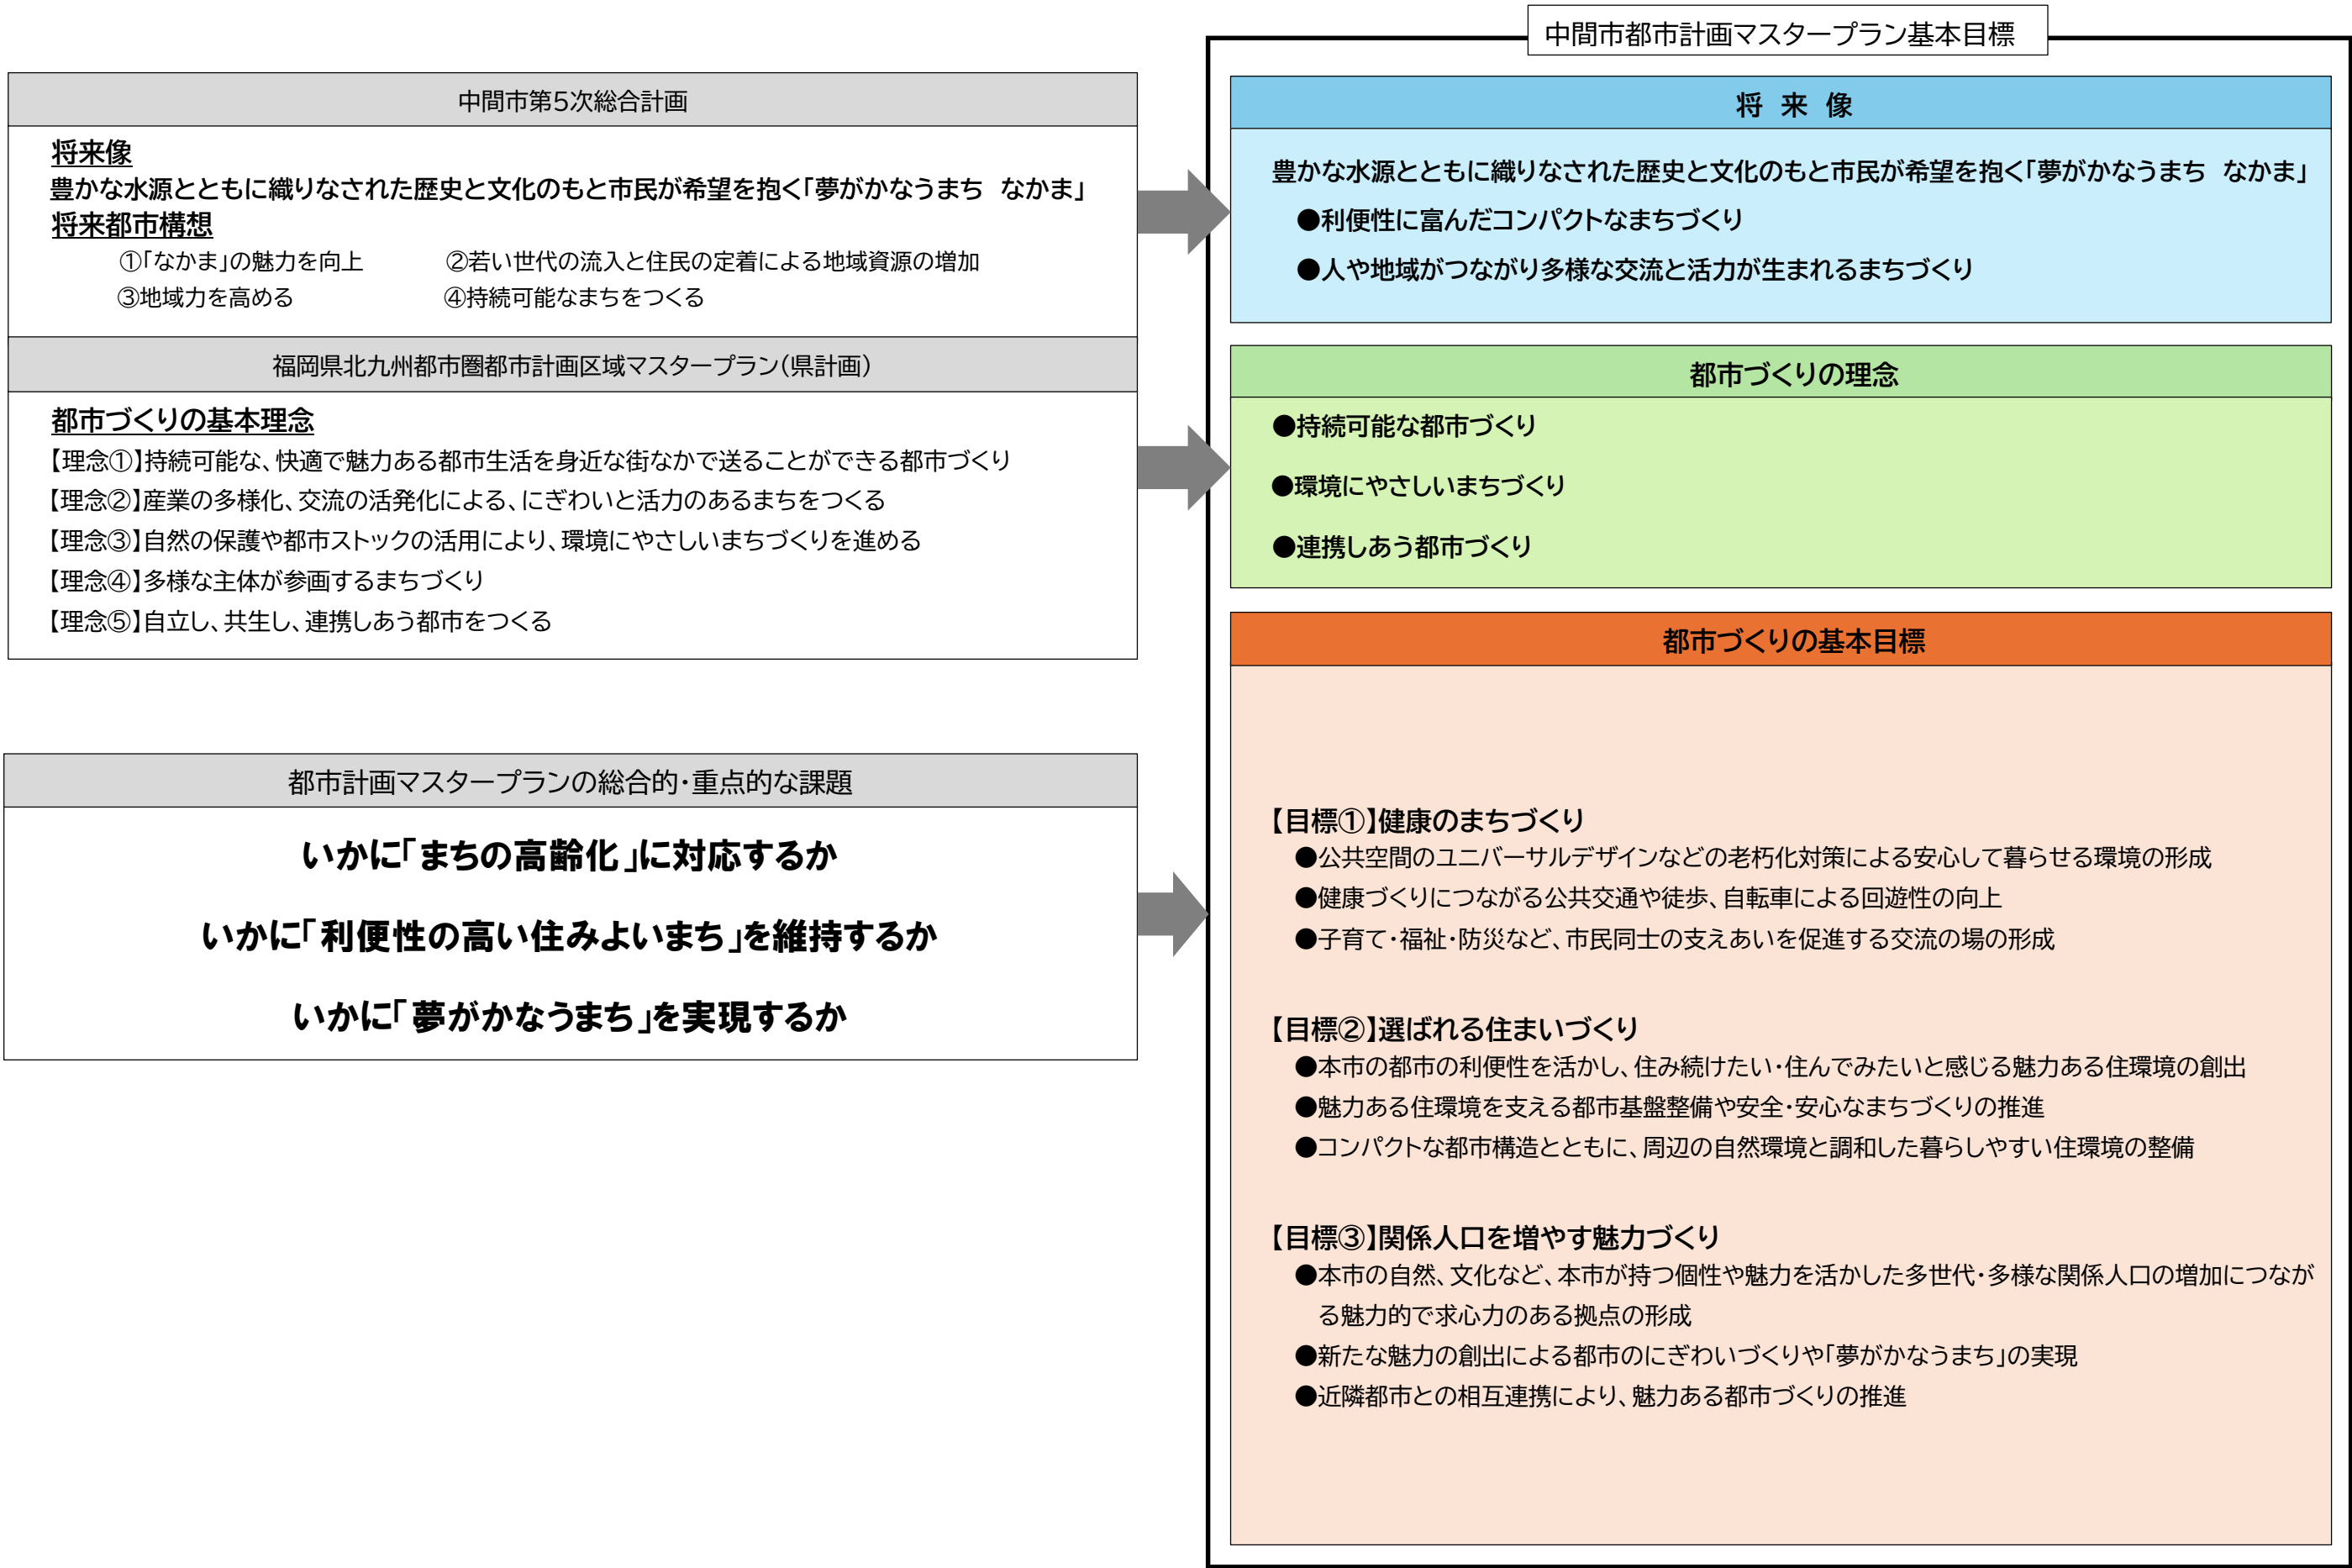 中間市都市計画マスタープラン基本目標
中間市第5次総合計画
将来像
豊かな水源とともに織りなされた歴史と文化のもと市民が希望を抱く「夢がかなうまち　なかま」
将来都市構想
①「なかま」の魅力を向上　②若い世代の流入と住民の定着による地域資源の増加
③地域力を高める　④持続可能なまちをつくる
福岡県北九州都市圏都市計画区域マスタープラン（県計画）
都市づくりの基本理念
【理念①】持続可能な、快適で魅力ある都市生活を身近な街なかで送ることができる都市づくり
【理念②】産業の多様化、交流の活発化による、にぎわいと活力のあるまちをつくる
【理念③】自然の保護や都市ストックの活用により、環境にやさしいまちづくりを進める
【理念④】多様な主体が参画するまちづくり
【理念⑤】自立し、共生し、連携しあう都市をつくる
都市計画マスタープランの総合的・重点的な課題
いかに「まちの高齢化」に対応するか
いかに「利便性の高い住みよいまち」を維持するか
いかに「夢がかなうまち」を実現するか
将 来 像
豊かな水源とともに織りなされた歴史と文化のもと市民が希望を抱く「夢がかなうまち　なかま」
●利便性に富んだコンパクトなまちづくり
●人や地域がつながり多様な交流と活力が生まれるまちづくり
都市づくりの理念
●持続可能な都市づくり
●環境にやさしいまちづくり
●連携しあう都市づくり
都市づくりの基本目標
【目標①】健康のまちづくり
●公共空間のユニバーサルデザインなどの老朽化対策による安心して暮らせる環境の形成
●健康づくりにつながる公共交通や徒歩、自転車による回遊性の向上
●子育て・福祉・防災など、市民同士の支えあいを促進する交流の場の形成
【目標②】選ばれる住まいづくり
●本市の都市の利便性を活かし、住み続けたい・住んでみたいと感じる魅力ある住環境の創出
●魅力ある住環境を支える都市基盤整備や安全・安心なまちづくりの推進
●コンパクトな都市構造とともに、周辺の自然環境と調和した暮らしやすい住環境の整備
【目標③】関係人口を増やす魅力づくり
●本市の自然、文化など、本市が持つ個性や魅力を活かした多世代・多様な関係人口の増加につなが
る魅力的で求心力のある拠点の形成
●新たな魅力の創出による都市のにぎわいづくりや「夢がかなうまち」の実現
●近隣都市との相互連携により、魅力ある都市づくりの推進